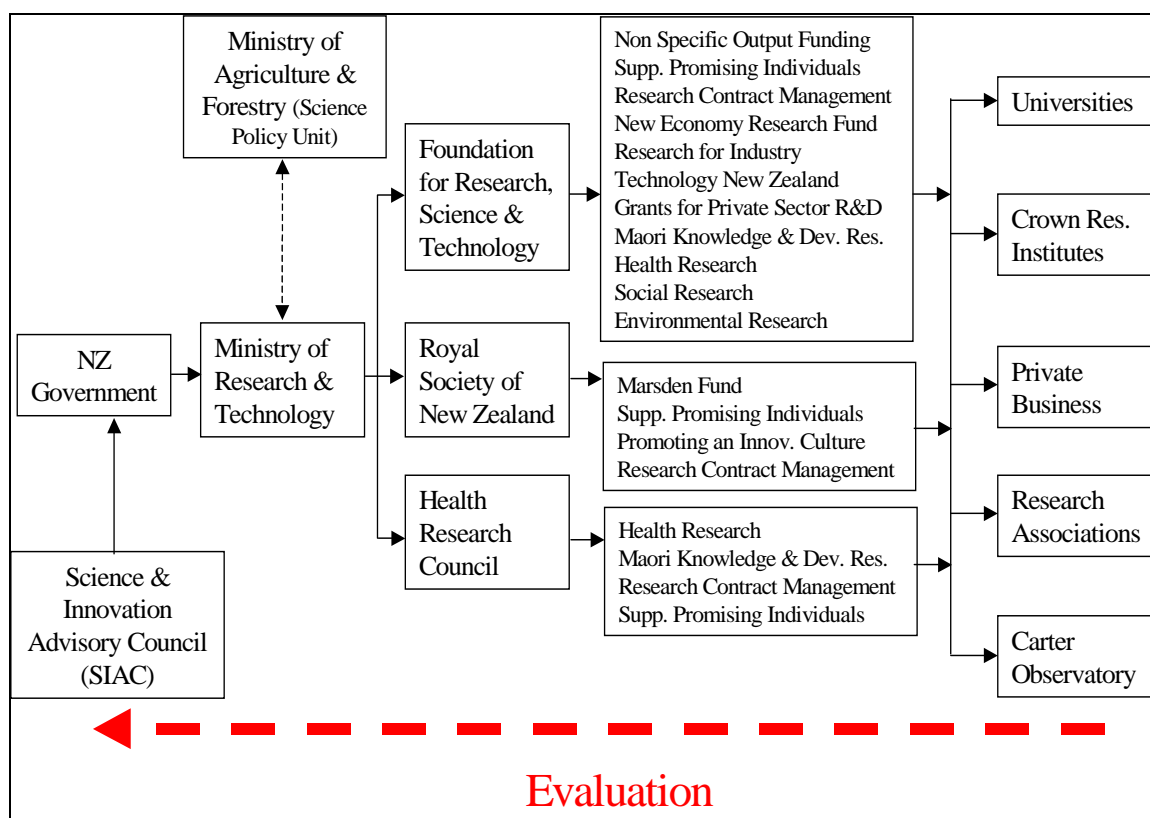 Ministry of
Agriculture &
Forestry (Science
Policy Unit)
NZ
Government
Science &
Innovation
Advisory Council
(SIAC)
Ministry of
Research &
Technology
Foundation
for Research,
Science &
Technology
Royal
Society of
New Zealand
Health
Research
Council
Non Specific Output Funding
Supp. Promising Individuals
Research Contract Management
New Economy Research Fund
Research for Industry
Technology New Zealand
Grants for Private Sector R&D
Maori Knowledge & Dev. Res.
Health Research
Social Research
Environmental Research
Marsden Fund
Supp. Promising Individuals
Promoting an Innov. Culture
Research Contract Management
Health Research
Maori Knowledge & Dev. Res.
Research Contract Management
Supp. Promising Individuals
Universities
Crown Res.
Institutes
Private
Business
Research
Associations
Carter
Observatory
Evaluation